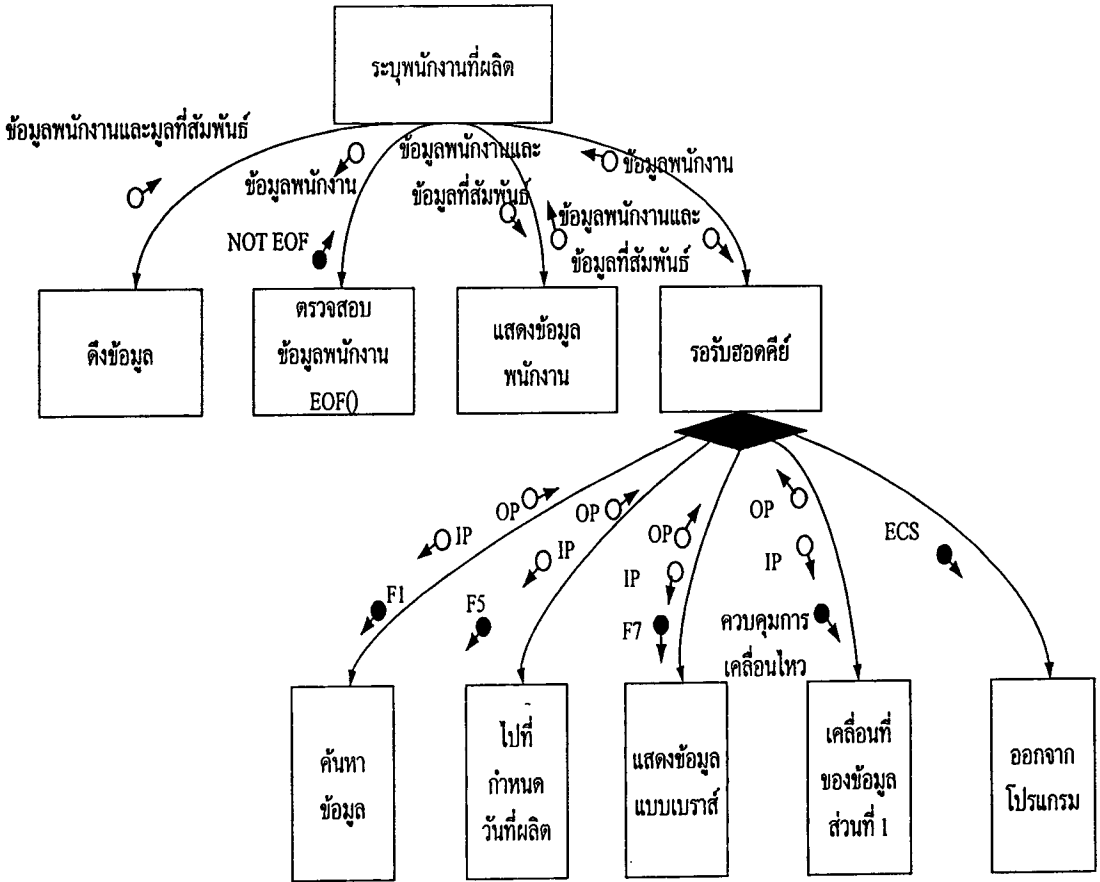 ระบุพนักงานที่ผลิต
ข้อมูลพนักงานและมูลที่สัมพันธ์
ข้อมูลพนักงาน
NOT EOF
ข้อมูลพนักงานและ
ข้อมูลที่สัมพันธ์
ข้อมูลพนักงาน
ข้อมูลพนักงานและ
ข้อมูลที่สัมพันธ์
ดึงข้อมูล
ตรวจสอบ
ข้อมูลพนักงาน
EOF()
แสดงข้อมูล
พนักงาน
รอรับฮอดคีย์
OP
IP
F1
OP
IP
F5
OP
IP
F7
OP
IP
ควบคุมการ
เคลื่อนไหว
ECS
ค้นหา
ข้อมูล
ไปที่
กำหนด
วันที่ผลิต
แสดงข้อมูล
แบบเบราส์
เคลื่อนที่
ของข้อมูล
ส่วนที่ 1
ออกจาก
โปรแกรม